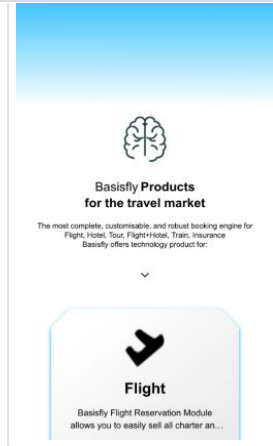 Basisfly Products
for the travel market
The most complete, customisable, and robust booking engine for
Flight, Hotel, Tour, Flight+Hotel, Train, Insurance
Basisfly offers technology product for:
Flight
Basisfly Flight Reservation Module
allows you to easily sell all charter an...